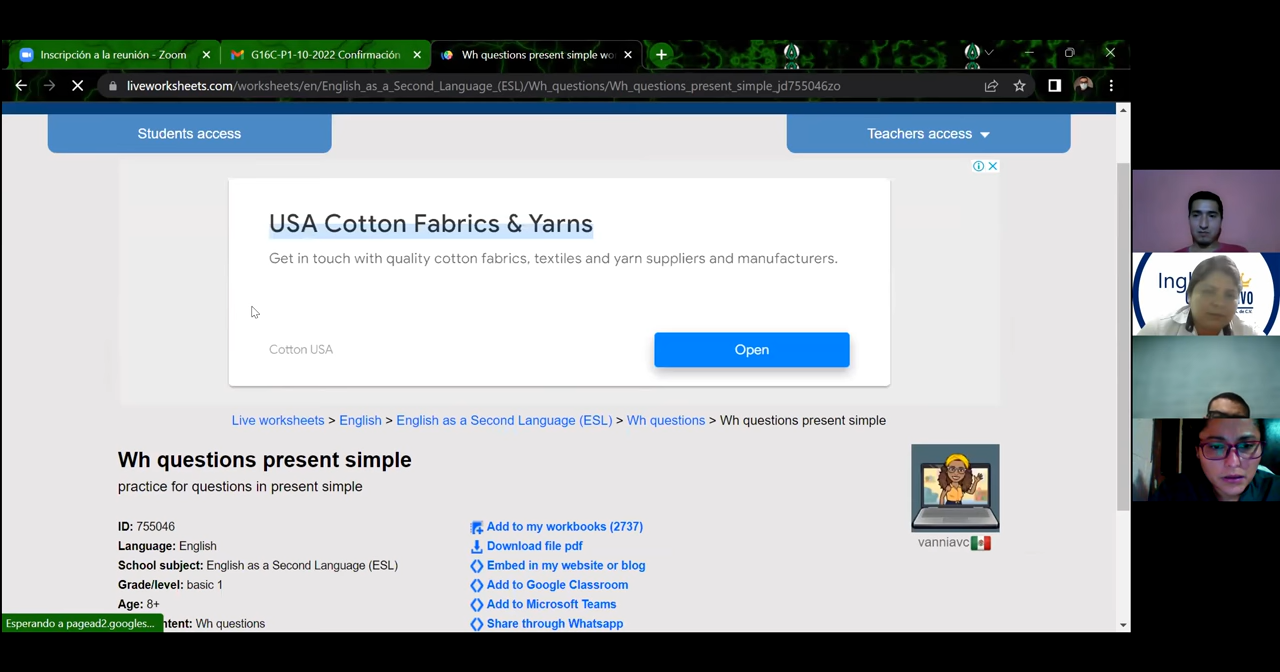 Inscripción a la reunión - Zoom
G16C-P1-10-2022 Confirmación
Wh questions present simple wo
liveworksheets.com/worksheets/en/English_as_a_Second_Language_(ESL)/Wh_questions/Wh_questions_present_simple_jd755046zo
Students access
Teachers access
USA Cotton Fabrics & Yarns
Get in touch with quality cotton fabrics, textiles and yarn suppliers and manufacturers.
Cotton USA
Open
Live worksheets > English > English as a Second Language (ESL) > Wh questions > Wh questions present simple
Wh questions present simple
practice for questions in present simple
ID: 755046
Language: English
School subject: English as a Second Language (ESL)
Grade/level: basic 1
Age: 8+
ntent: Wh questions
Add to my workbooks (2737)
Download file pdf
Embed in my website or blog
Add to Google Classroom
Add to Microsoft Teams
Share through Whatsapp
vanniavc
Esperando a pagead2.googles...
Ingl